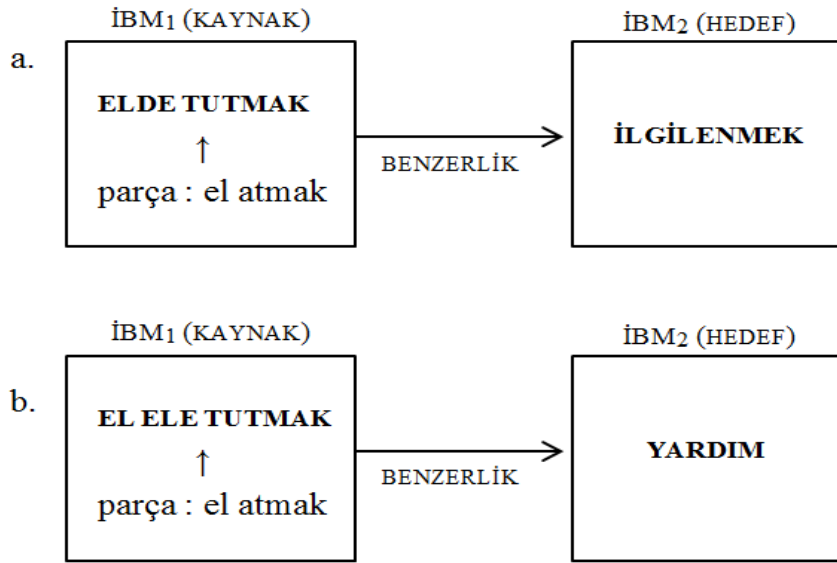 İBM₁ (KAYNAK) İBM₂ (HEDEF)
a.
ELDE TUTMAK
↑
parça : el atmak
BENZERLİK
İLGİLENMEK
İBM₁ (KAYNAK) İBM₂ (HEDEF)
b.
EL ELE TUTMAK
↑
parça : el atmak
BENZERLİK
YARDIM